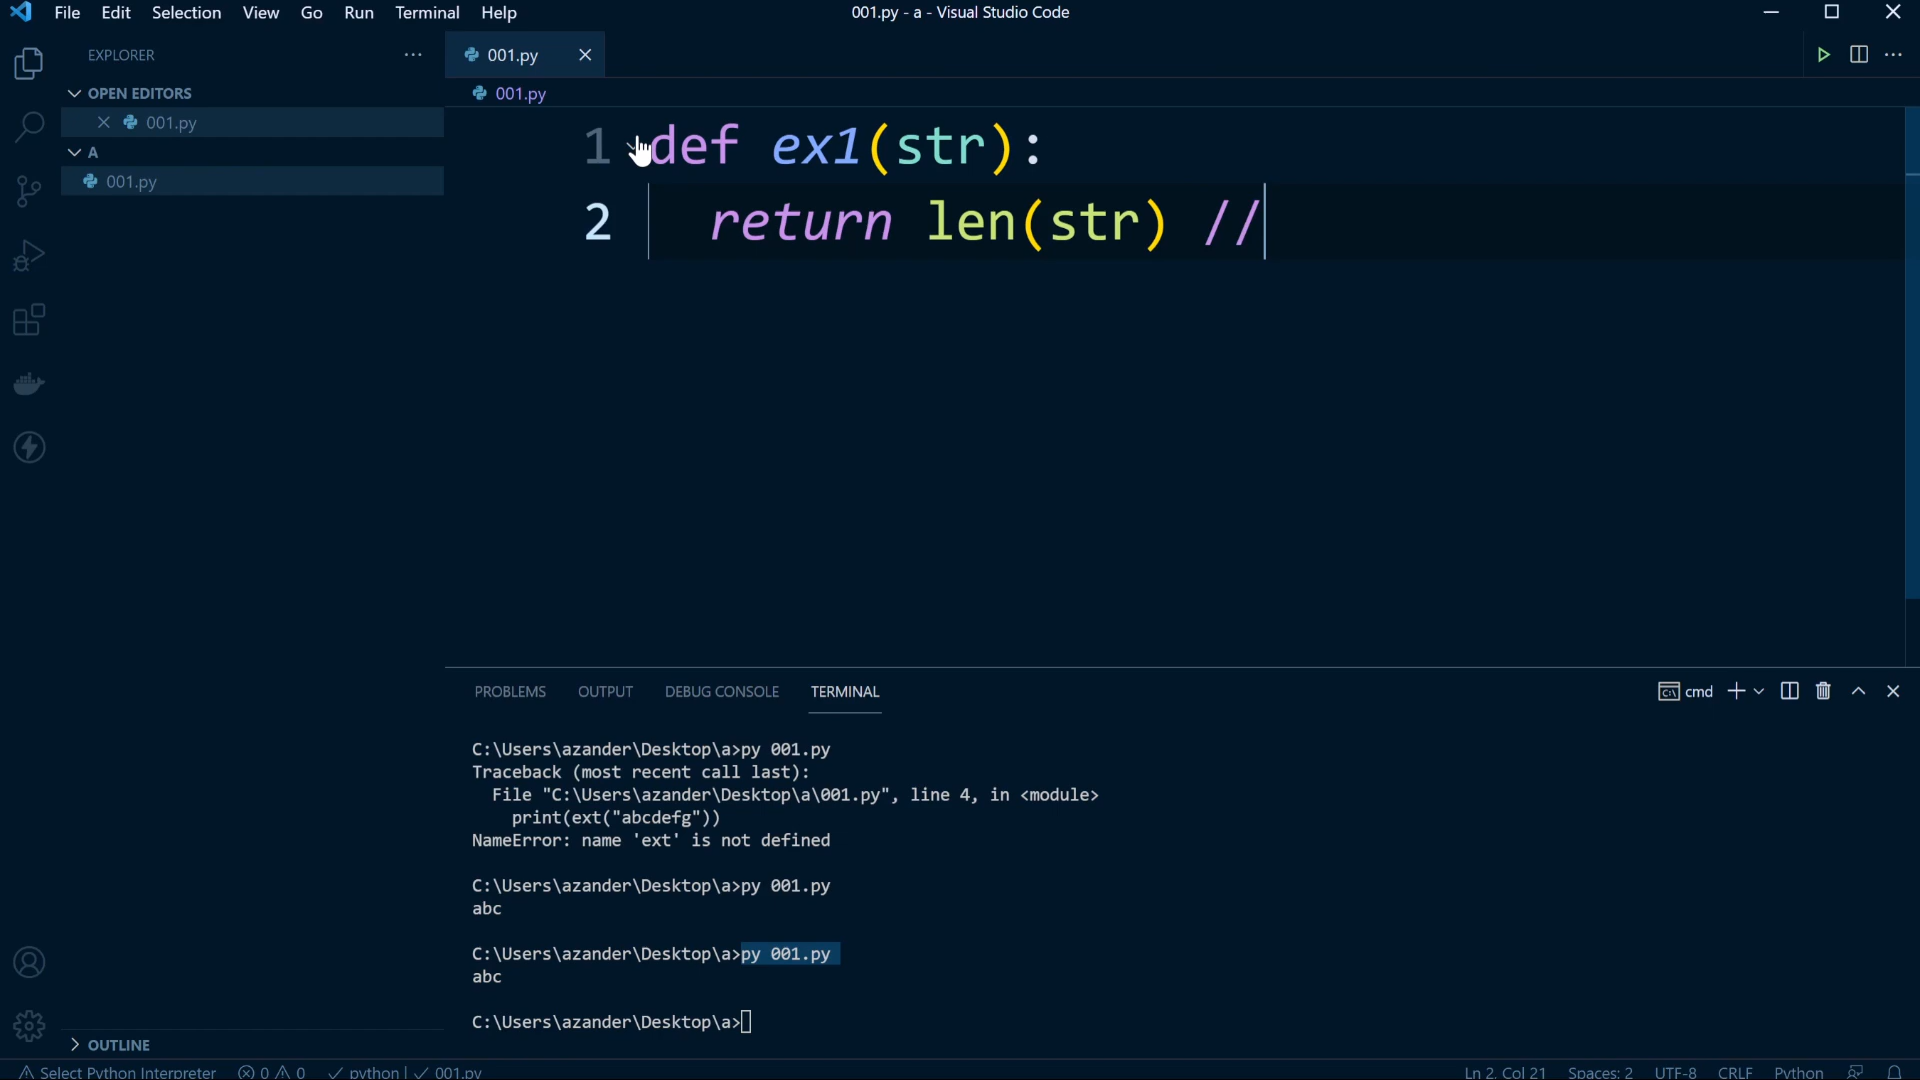 File Edit Selection View Go Run Terminal Help
001.py - a - Visual Studio Code
EXPLORER
OPEN EDITORS
001.py
A
001.py
OUTLINE
001.py
001.py
1 def ex1(str):
2 return len(str) //
PROBLEMS OUTPUT DEBUG CONSOLE TERMINAL
cmd
C:\Users\azander\Desktop\a>py 001.py
Traceback (most recent call last):
File "C:\Users\azander\Desktop\a\001.py", line 4, in <module>
print(ext("abcdefg"))
NameError: name 'ext' is not defined
C:\Users\azander\Desktop\a>py 001.py
abc
C:\Users\azander\Desktop\a>py 001.py
abc
C:\Users\azander\Desktop\a>
Select Python Interpreter 0 0 python | 001.py
Ln 2, Col 21 Spaces: 2 UTF-8 CRLF Python